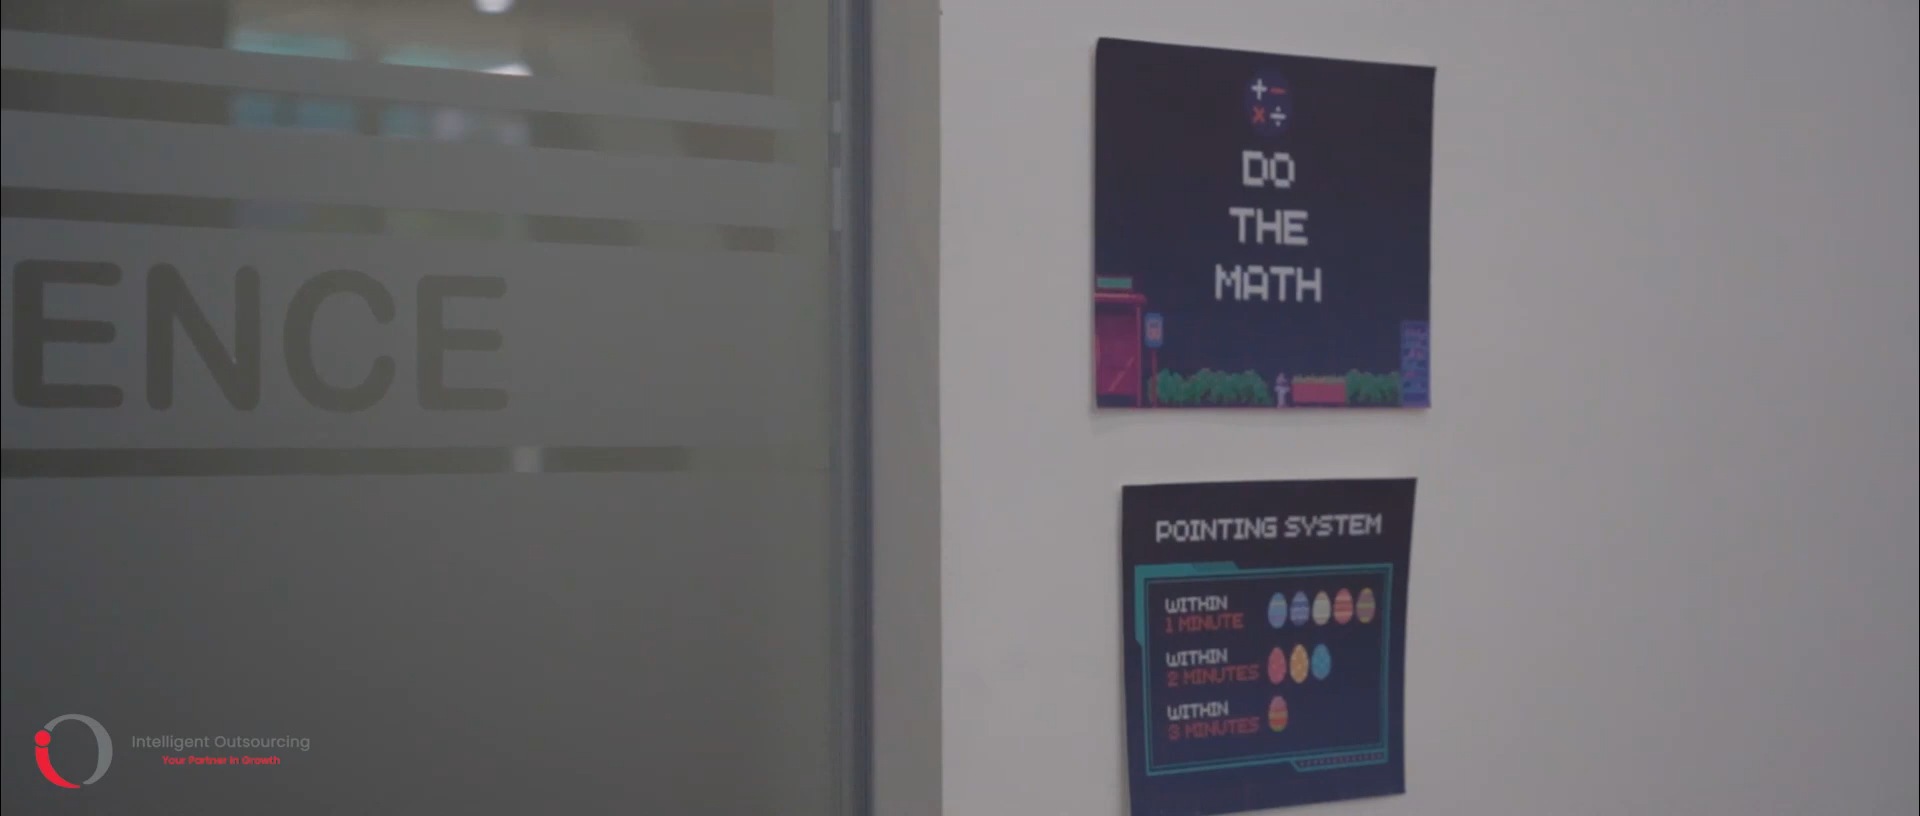 ENCE
+ −
× ÷
DO
THE
MATH
POINTING SYSTEM
WITHIN
1 MINUTE
WITHIN
2 MINUTES
WITHIN
3 MINUTES
Intelligent Outsourcing
Your Partner In Growth